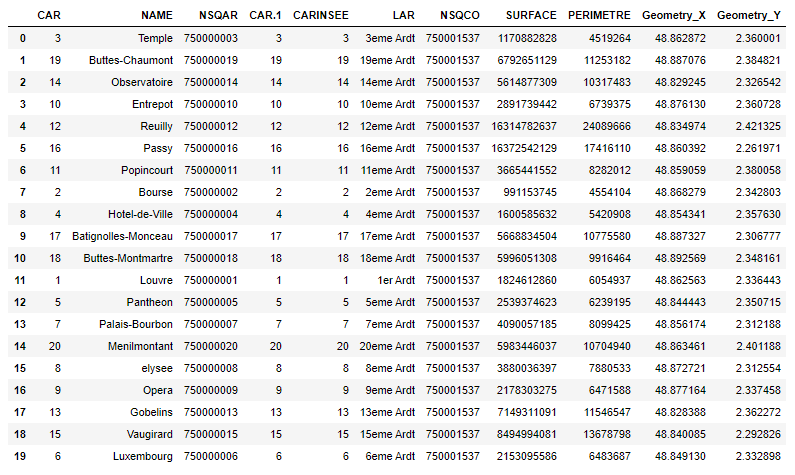 CAR NAME NSQAR CAR.1 CARINSEE LAR NSQCO SURFACE PERIMETRE Geometry_X Geometry_Y
0 3 Temple 750000003 3 3 3eme Ardt 750001537 1170882828 4519264 48.862872 2.360001
1 19 Buttes-Chaumont 750000019 19 19 19eme Ardt 750001537 6792651129 11253182 48.887076 2.384821
2 14 Observatoire 750000014 14 14 14eme Ardt 750001537 5614877309 10317483 48.829245 2.326542
3 10 Entrepot 750000010 10 10 10eme Ardt 750001537 2891739442 6739375 48.876130 2.360728
4 12 Reuilly 750000012 12 12 12eme Ardt 750001537 16314782637 24089666 48.834974 2.421325
5 16 Passy 750000016 16 16 16eme Ardt 750001537 16372542129 17416110 48.860392 2.261971
6 11 Popincourt 750000011 11 11 11eme Ardt 750001537 3665441552 8282012 48.859059 2.380058
7 2 Bourse 750000002 2 2 2eme Ardt 750001537 991153745 4554104 48.868279 2.342803
8 4 Hotel-de-Ville 750000004 4 4 4eme Ardt 750001537 1600585632 5420908 48.854341 2.357630
9 17 Batignolles-Monceau 750000017 17 17 17eme Ardt 750001537 5668834504 10775580 48.887327 2.306777
10 18 Buttes-Montmartre 750000018 18 18 18eme Ardt 750001537 5996051308 9916464 48.892569 2.348161
11 1 Louvre 750000001 1 1 1er Ardt 750001537 1824612860 6054937 48.862563 2.336443
12 5 Pantheon 750000005 5 5 5eme Ardt 750001537 2539374623 6239195 48.844443 2.350715
13 7 Palais-Bourbon 750000007 7 7 7eme Ardt 750001537 4090057185 8099425 48.856174 2.312188
14 20 Menilmontant 750000020 20 20 20eme Ardt 750001537 5983446037 10704940 48.863461 2.401188
15 8 elysee 750000008 8 8 8eme Ardt 750001537 3880036397 7880533 48.872721 2.312554
16 9 Opera 750000009 9 9 9eme Ardt 750001537 2178303275 6471588 48.877164 2.337458
17 13 Gobelins 750000013 13 13 13eme Ardt 750001537 7149311091 11546547 48.828388 2.362272
18 15 Vaugirard 750000015 15 15 15eme Ardt 750001537 8494994081 13678798 48.840085 2.292826
19 6 Luxembourg 750000006 6 6 6eme Ardt 750001537 2153095586 6483687 48.849130 2.332898